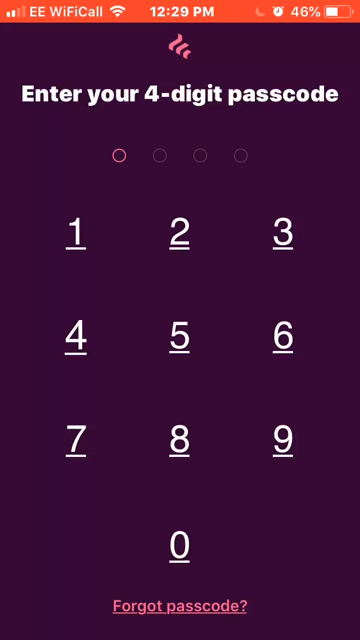 EE WiFiCall 12:29 PM 46%
Enter your 4-digit passcode
1 2 3
4 5 6
7 8 9
0
Forgot passcode?